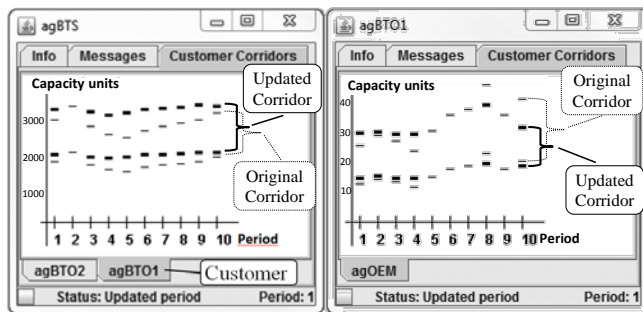 agBTS
Info Messages Customer Corridors
Capacity units
3000
2000
1000
1 2 3 4 5 6 7 8 9 10 Period
Updated
Corridor
Original
Corridor
agBTO2 agBTO1
Customer
Status: Updated period Period: 1
agBTO1
Info Messages Customer Corridors
Capacity units
40
30
20
10
1 2 3 4 5 6 7 8 9 10 Period
Original
Corridor
Updated
Corridor
agOEM
Status: Updated period Period: 1